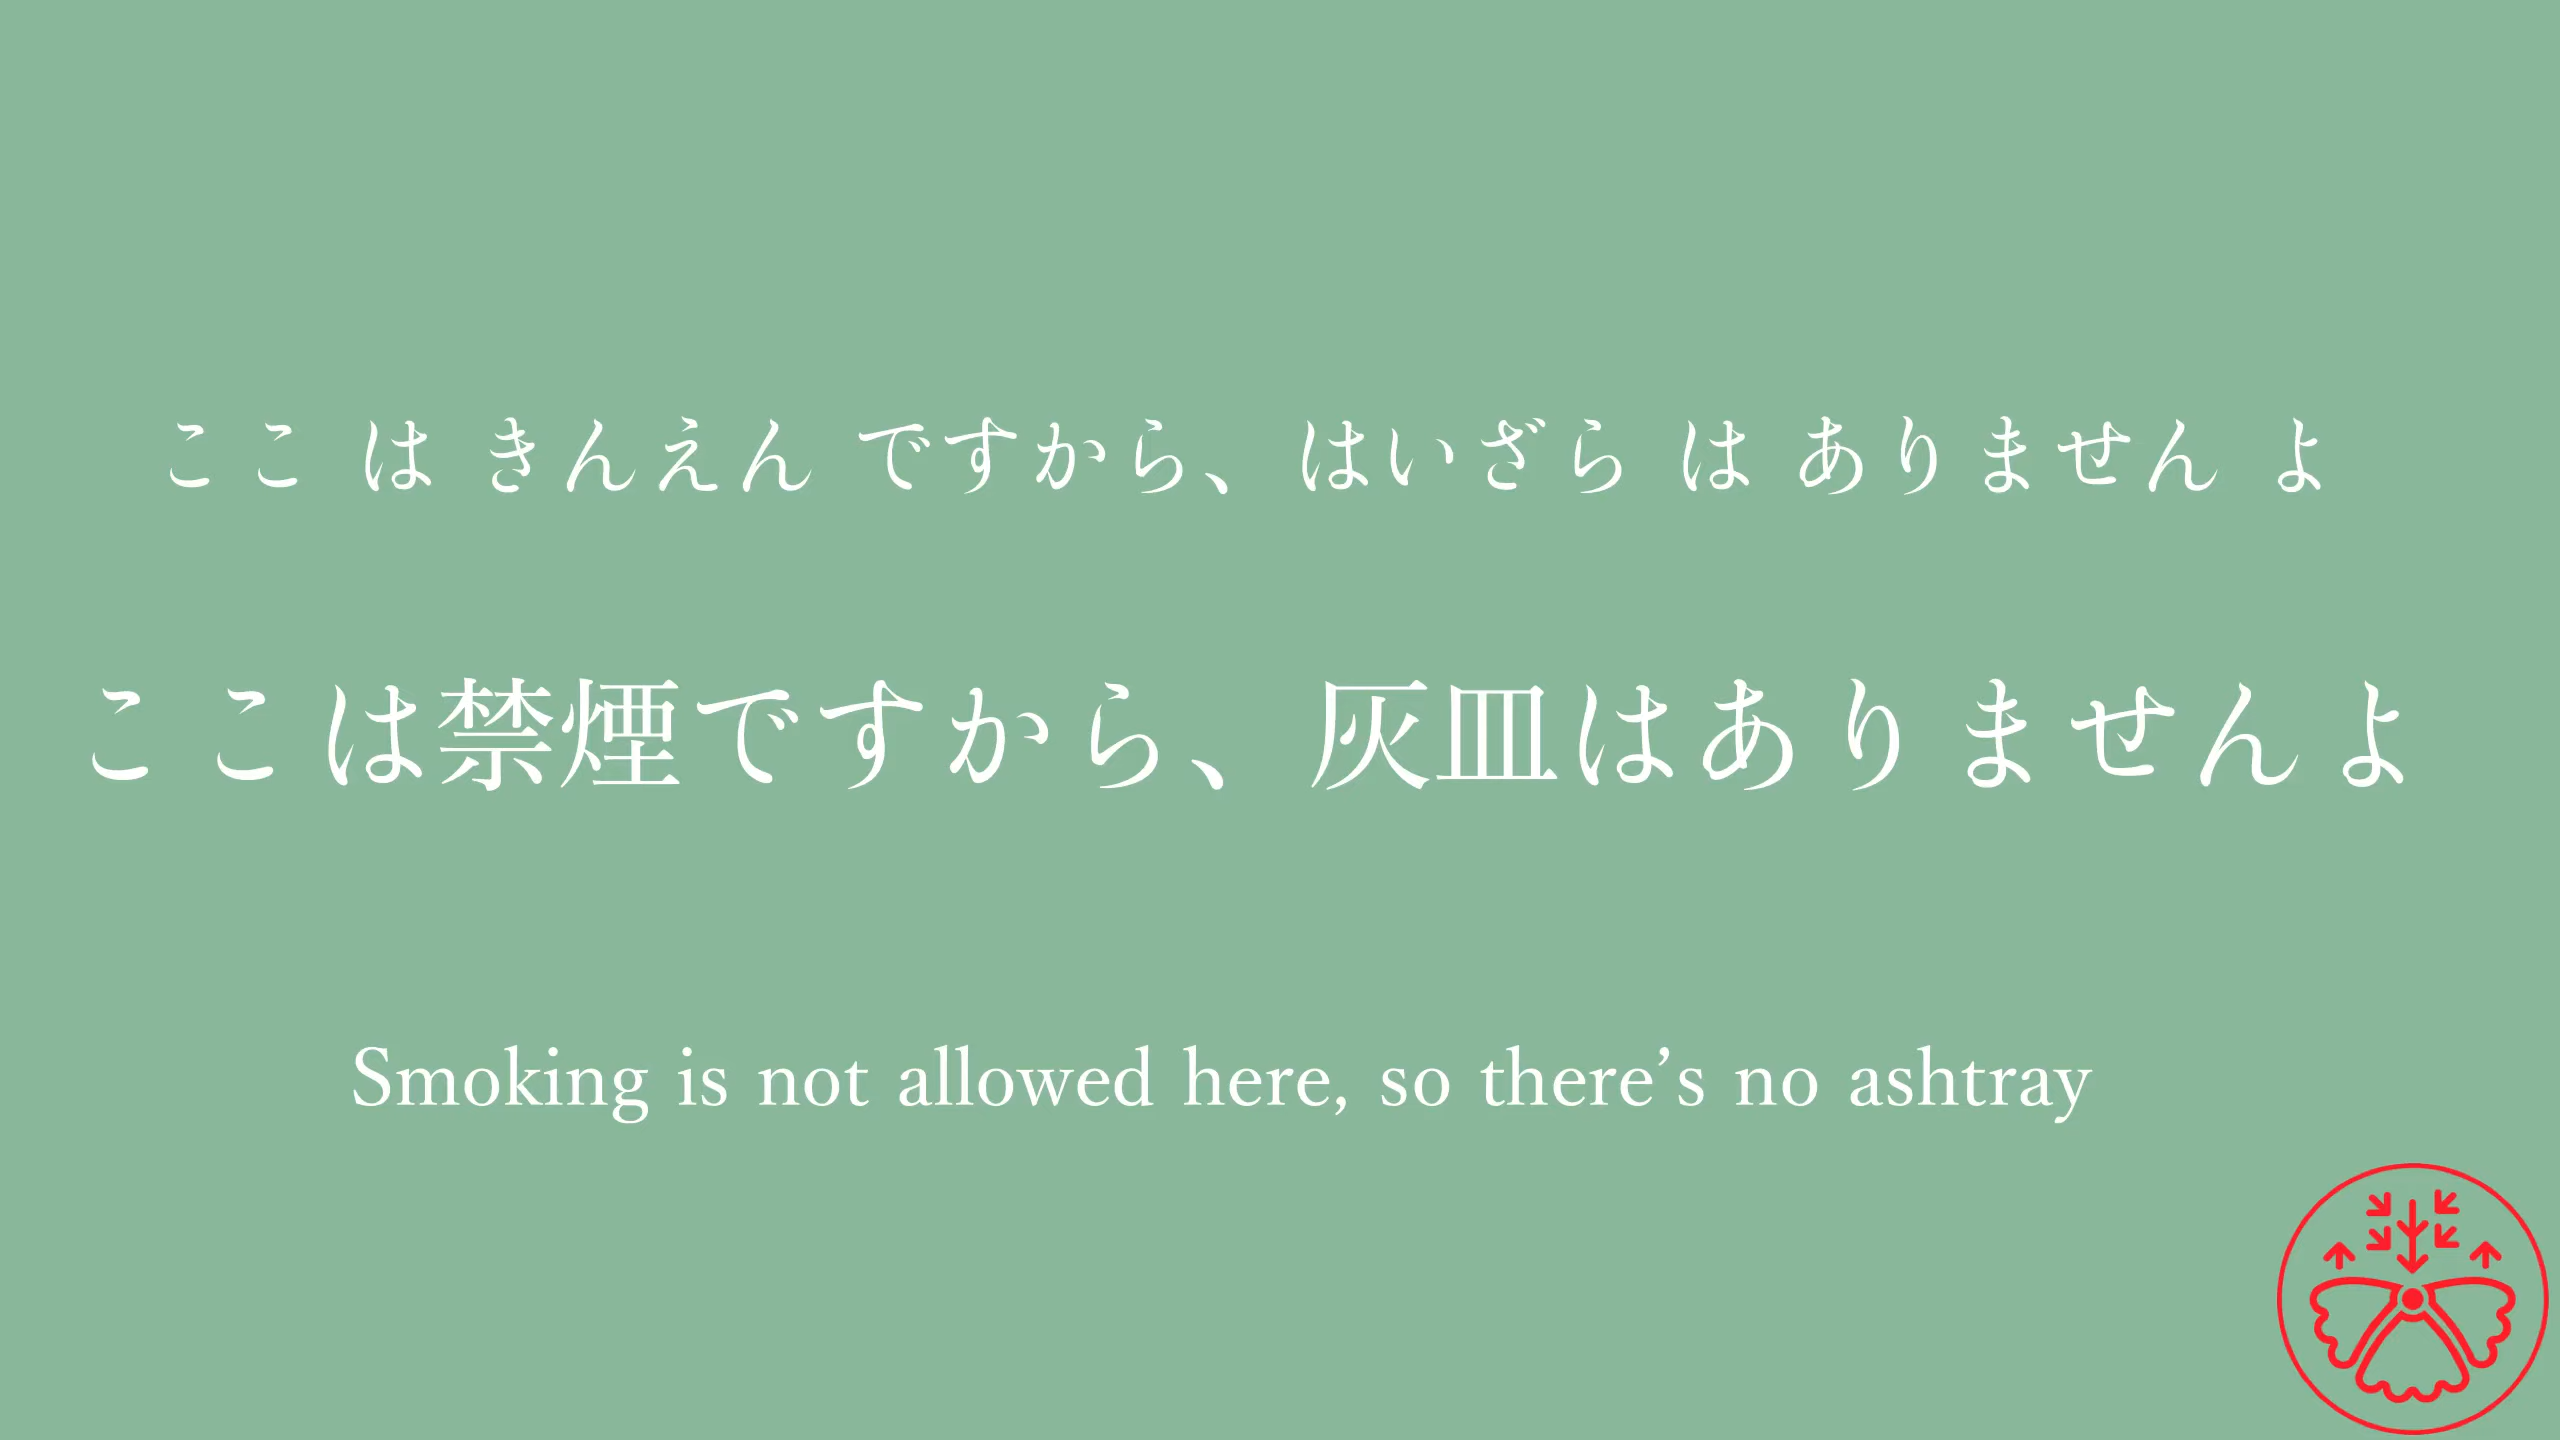 ここ は きんえん ですから、 はいざら は ありません よ
ここは禁煙ですから、灰皿はありませんよ
Smoking is not allowed here, so there’s no ashtray